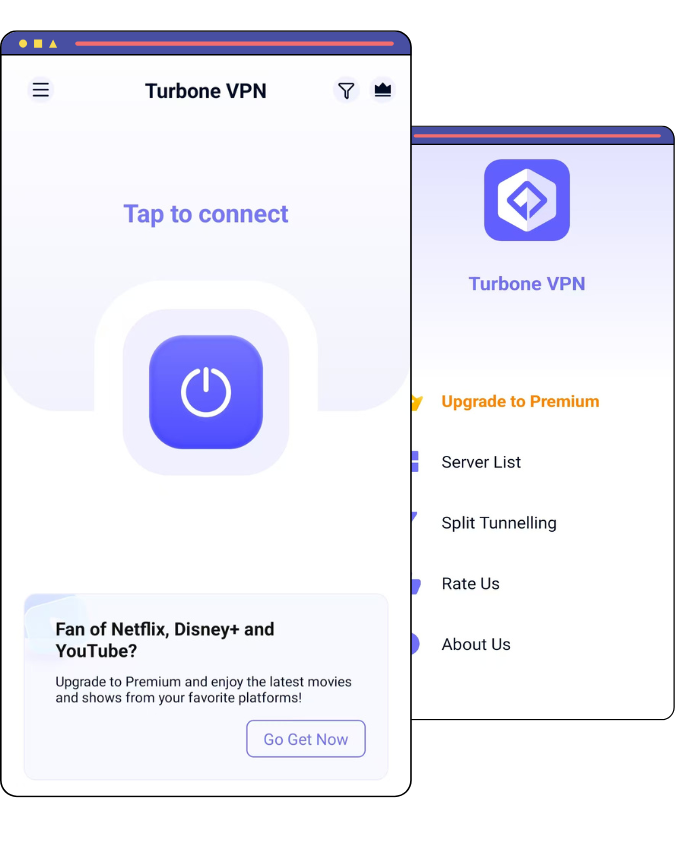 Turbone VPN
Tap to connect
Fan of Netflix, Disney+ and
YouTube?
Upgrade to Premium and enjoy the latest movies
and shows from your favorite platforms!
Go Get Now
Turbone VPN
Upgrade to Premium
Server List
Split Tunnelling
Rate Us
About Us